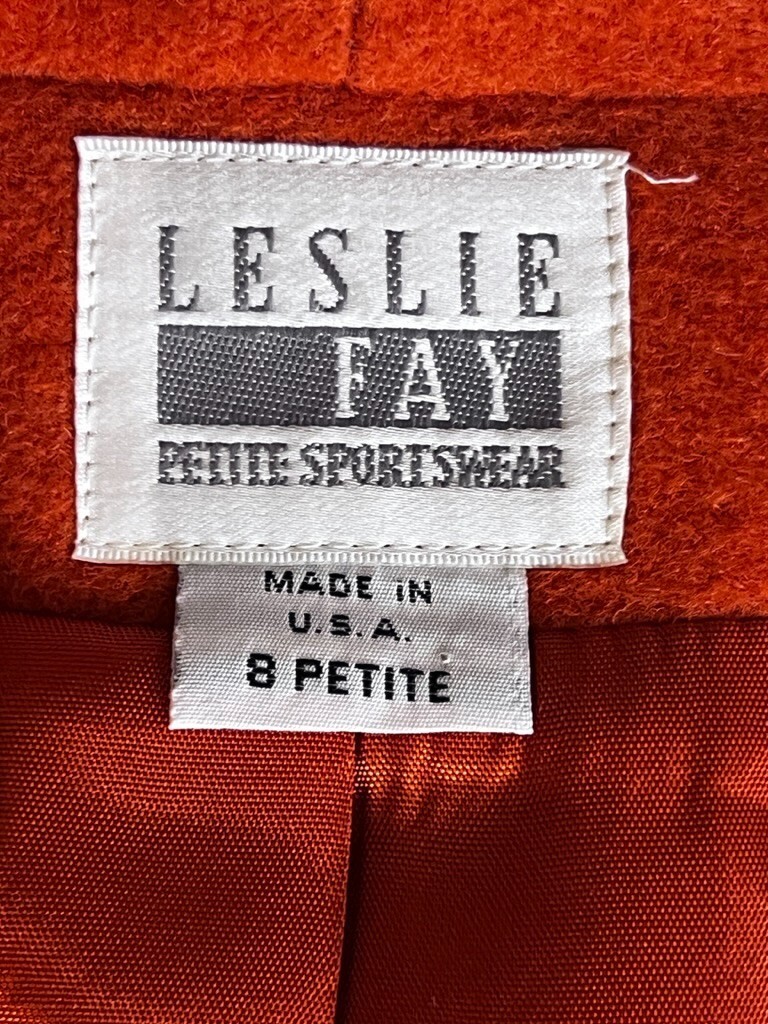 LESLIE
FAY
PETITE SPORTSWEAR
MADE IN
U.S.A.
8 PETITE